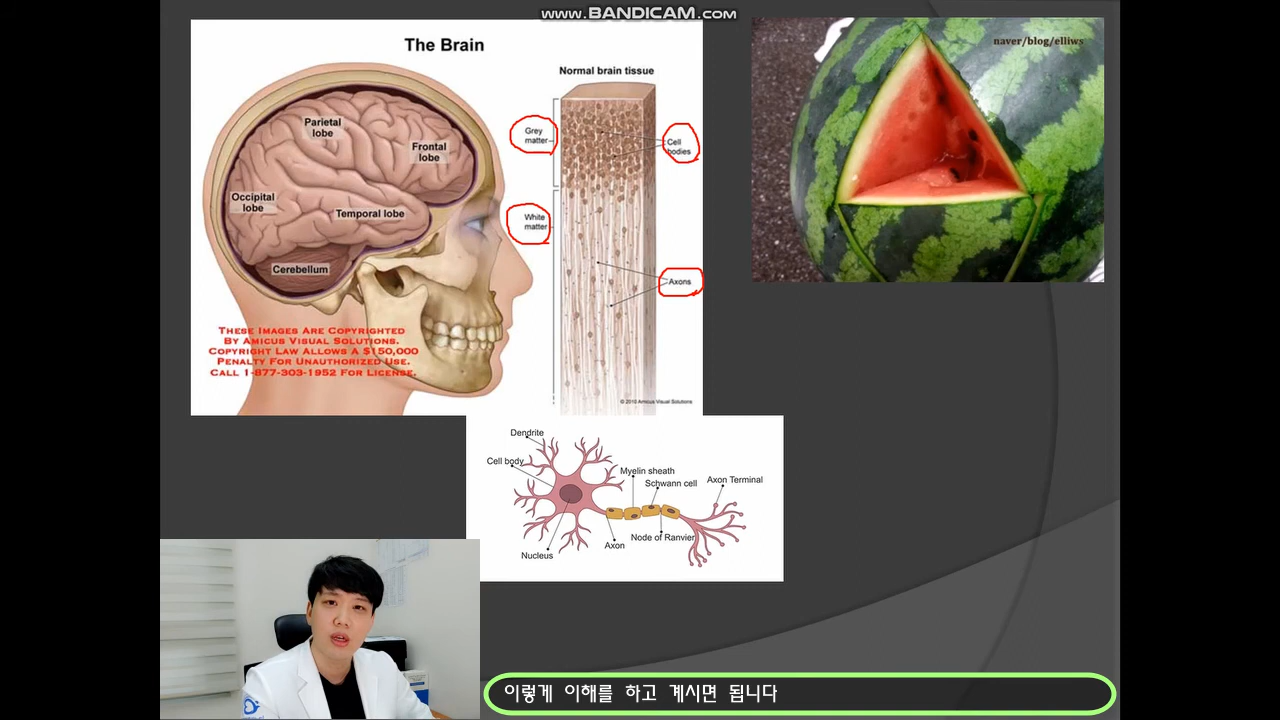 www.BANDICAM.com
The Brain
Normal brain tissue
Parietal
lobe
Frontal
lobe
Occipital
lobe
Temporal lobe
Cerebellum
Grey
matter
Cell
bodies
White
matter
Axons
THESE IMAGES ARE COPYRIGHTED
BY AMICUS VISUAL SOLUTIONS.
COPYRIGHT LAW ALLOWS A $150,000
PENALTY FOR UNAUTHORIZED USE.
CALL 1-877-303-1952 FOR LICENSE.
© 2010 Amicus Visual Solutions
naver/blog/elliws
Dendrite
Cell body
Myelin sheath
Schwann cell
Axon Terminal
Node of Ranvier
Axon
Nucleus
이렇게 이해를 하고 계시면 됩니다